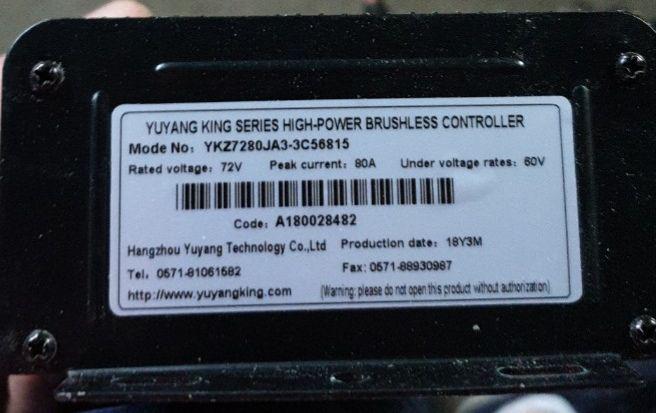 YUYANG KING SERIES HIGH-POWER BRUSHLESS CONTROLLER
Mode No: YKZ7280JA3-3C56815
Rated voltage: 72V Peak current: 80A Under voltage rates: 60V
Code: A180028482
Hangzhou Yuyang Technology Co.,Ltd Production date: 18Y3M
Tel. 0571-81061582 Fax: 0571-88930987
http://www.yuyangking.com (Warning: please do not open this product without authorization)